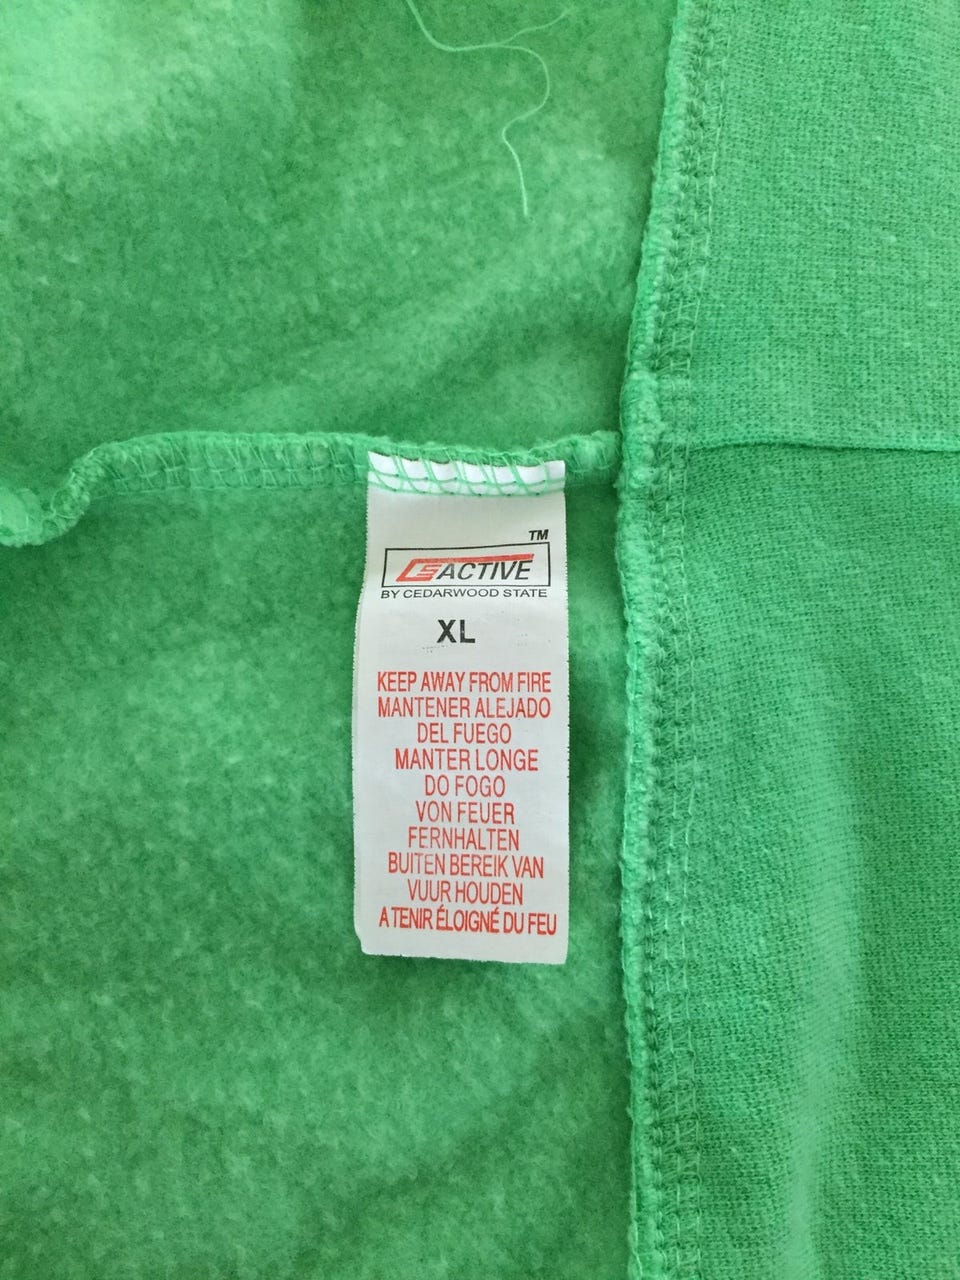 TM
CSACTIVE
BY CEDARWOOD STATE
XL
KEEP AWAY FROM FIRE
MANTENER ALEJADO
DEL FUEGO
MANTER LONGE
DO FOGO
VON FEUER
FERNHALTEN
BUITEN BEREIK VAN
VUUR HOUDEN
A TENIR ÉLOIGNÉ DU FEU